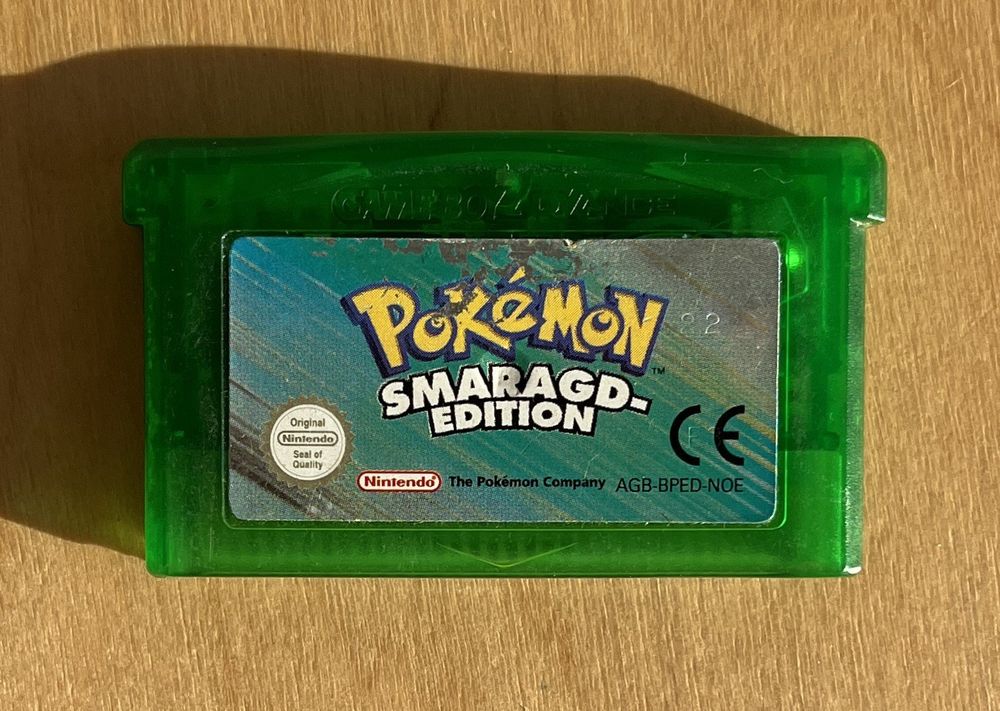 GAME BOY ADVANCE
POKéMON
™
SMARAGD-
EDITION
Original
Nintendo
Seal of
Quality
CE
Nintendo®
The Pokémon Company
AGB-BPED-NOE